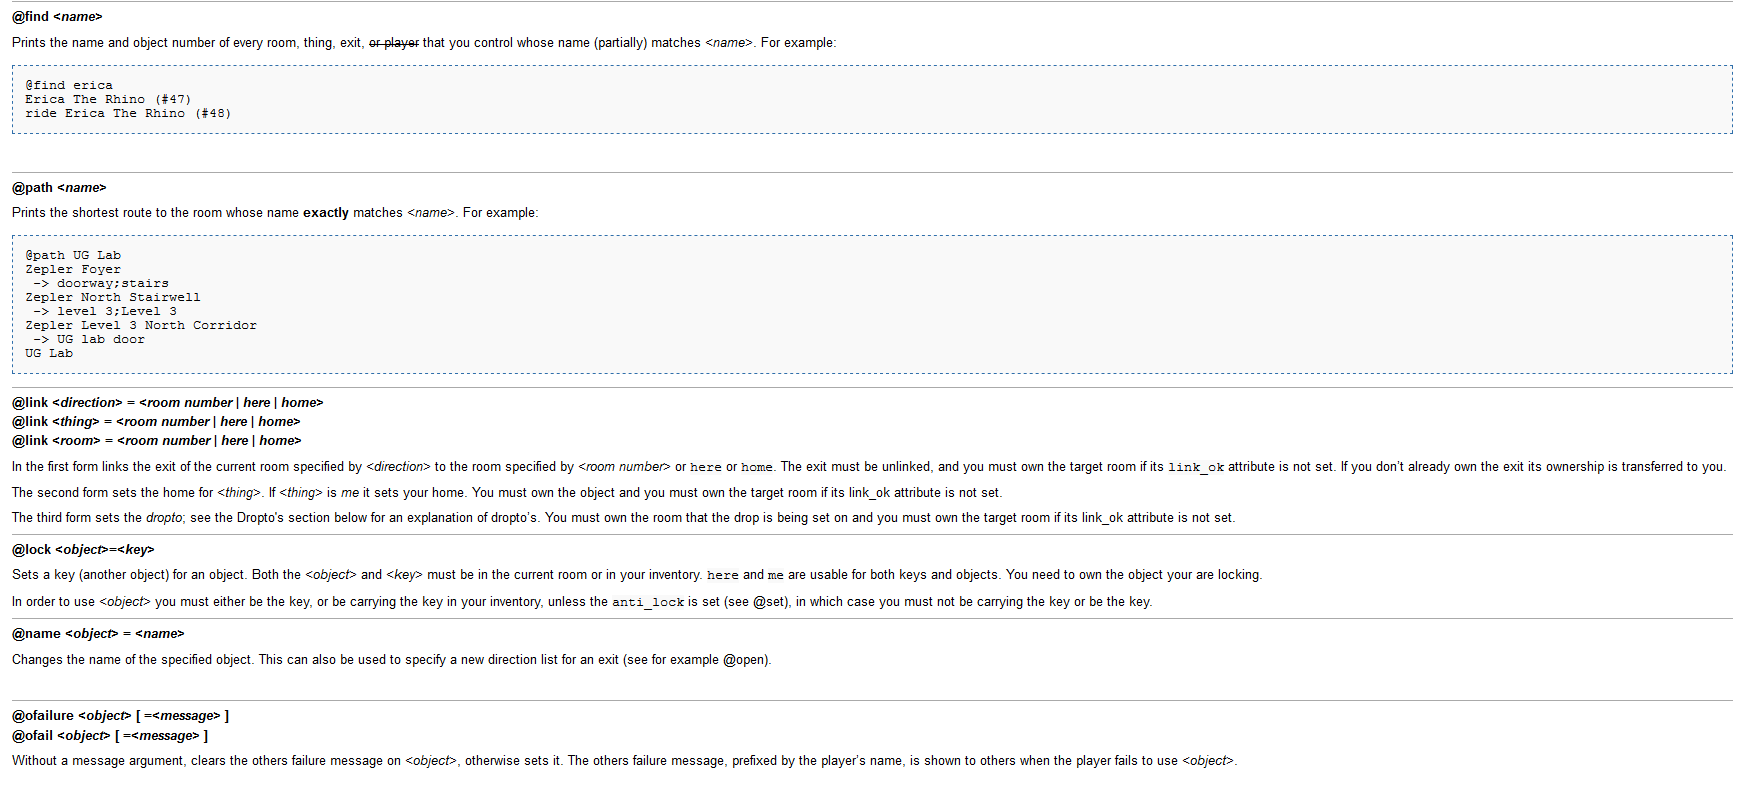 @find <name>
Prints the name and object number of every room, thing, exit, or player that you control whose name (partially) matches <name>. For example:
@find erica
Erica The Rhino (#47)
ride Erica The Rhino (#48)
@path <name>
Prints the shortest route to the room whose name exactly matches <name>. For example:
@path UG Lab
Zepler Foyer
-> doorway;stairs
Zepler North Stairwell
-> level 3;Level 3
Zepler Level 3 North Corridor
-> UG lab door
UG Lab
@link <direction> = <room number | here | home>
@link <thing> = <room number | here | home>
@link <room> = <room number | here | home>
In the first form links the exit of the current room specified by <direction> to the room specified by <room number> or here or home. The exit must be unlinked, and you must own the target room if its link_ok attribute is not set. If you don't already own the exit its ownership is transferred to you.
The second form sets the home for <thing>. If <thing> is me it sets your home. You must own the object and you must own the target room if its link_ok attribute is not set.
The third form sets the dropto; see the Dropto's section below for an explanation of dropto's. You must own the room that the drop is being set on and you must own the target room if its link_ok attribute is not set.
@lock <object>=<key>
Sets a key (another object) for an object. Both the <object> and <key> must be in the current room or in your inventory. here and me are usable for both keys and objects. You need to own the object your are locking.
In order to use <object> you must either be the key, or be carrying the key in your inventory, unless the anti_lock is set (see @set), in which case you must not be carrying the key or be the key.
@name <object> = <name>
Changes the name of the specified object. This can also be used to specify a new direction list for an exit (see for example @open).
@ofailure <object> [ =<message> ]
@ofail <object> [ =<message> ]
Without a message argument, clears the others failure message on <object>, otherwise sets it. The others failure message, prefixed by the player's name, is shown to others when the player fails to use <object>.